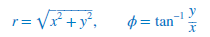 r = √(x² + y²), ϕ = tan⁻¹ y/x